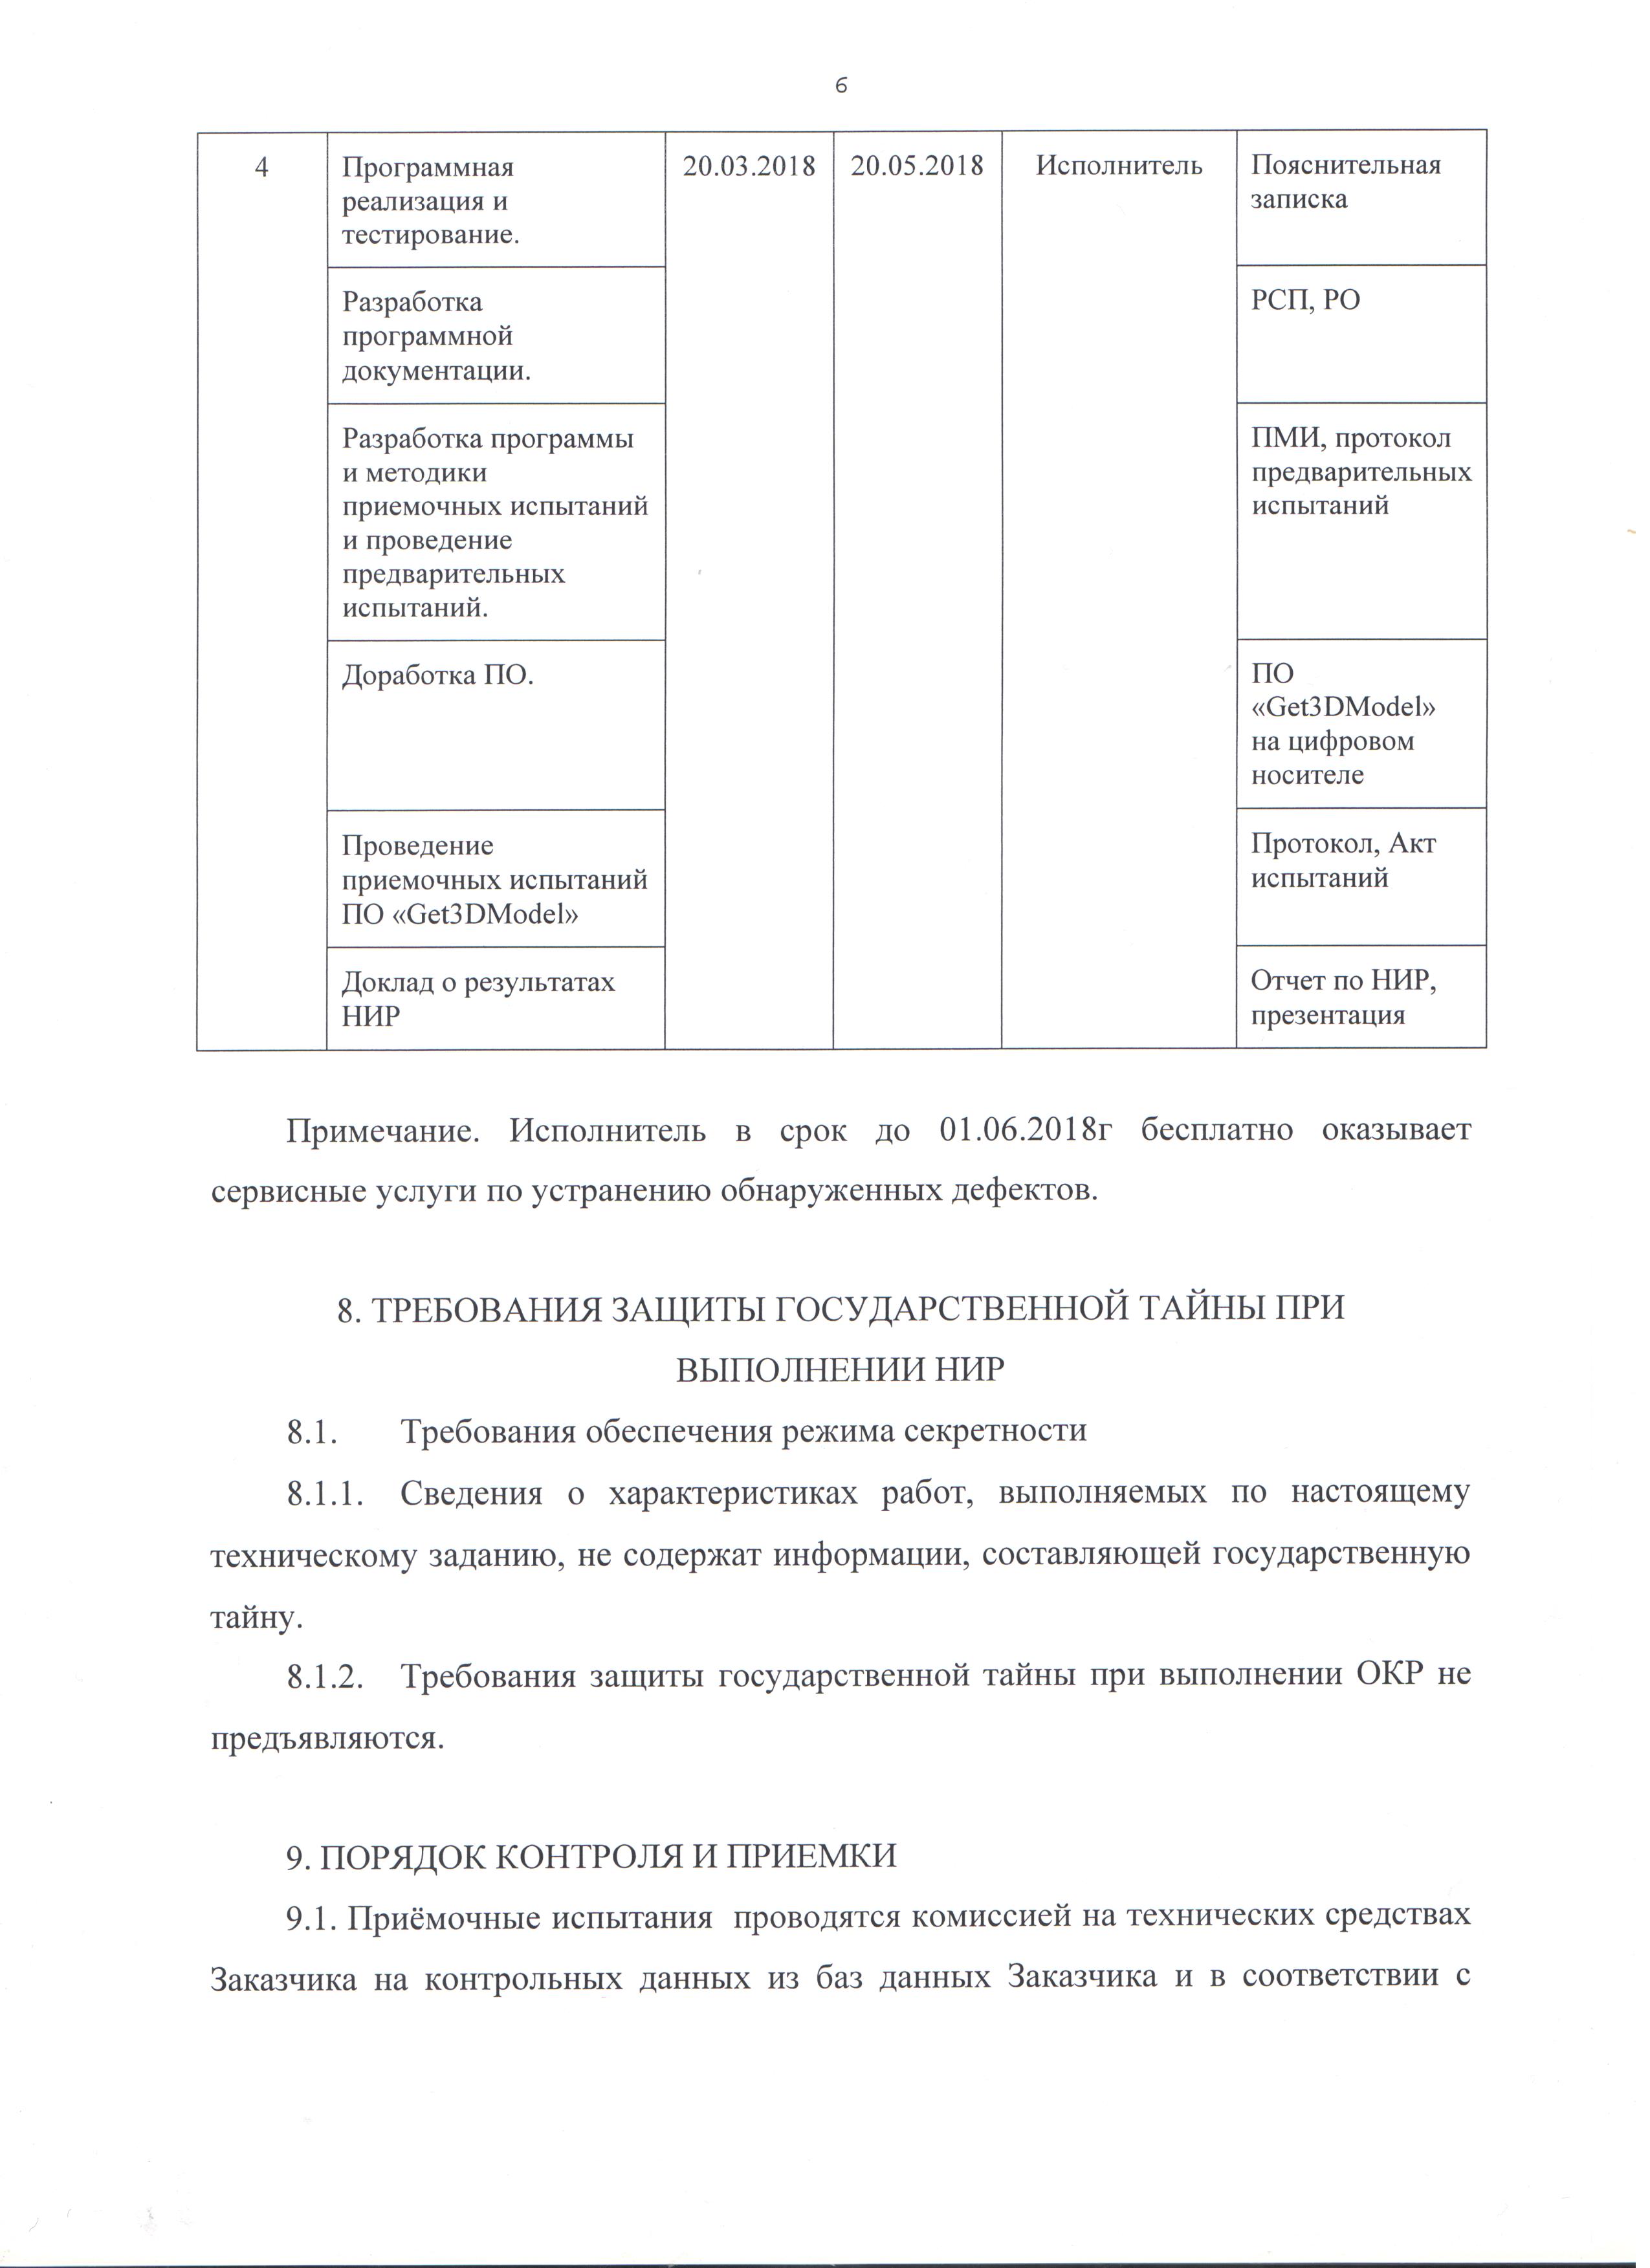 6
4
Программная
реализация и
тестирование.
20.03.2018
20.05.2018
Исполнитель
Пояснительная
записка
Разработка
программной
документации.
РСП, РО
Разработка программы
и методики
приемочных испытаний
и проведение
предварительных
испытаний.
ПМИ, протокол
предварительных
испытаний
Доработка ПО.
ПО
«Get3DModel»
на цифровом
носителе
Проведение
приемочных испытаний
ПО «Get3DModel»
Протокол, Акт
испытаний
Доклад о результатах
НИР
Отчет по НИР,
презентация
Примечание. Исполнитель в срок до 01.06.2018г бесплатно оказывает
сервисные услуги по устранению обнаруженных дефектов.
8. ТРЕБОВАНИЯ ЗАЩИТЫ ГОСУДАРСТВЕННОЙ ТАЙНЫ ПРИ
ВЫПОЛНЕНИИ НИР
8.1. Требования обеспечения режима секретности
8.1.1. Сведения о характеристиках работ, выполняемых по настоящему
техническому заданию, не содержат информации, составляющей государственную
тайну.
8.1.2. Требования защиты государственной тайны при выполнении ОКР не
предъявляются.
9. ПОРЯДОК КОНТРОЛЯ И ПРИЕМКИ
9.1. Приёмочные испытания проводятся комиссией на технических средствах
Заказчика на контрольных данных из баз данных Заказчика и в соответствии с